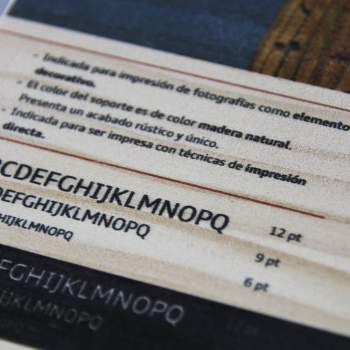 - Indicada para impresión de fotografías como elemento
decorativo.
- El color del soporte es de color madera natural.
Presenta un acabado rústico y único.
- Indicada para ser impresa con técnicas de impresión
directa.
CDEFGHIJKLMNOPQ 12 pt
DEFGHIJKLMNOPQ 9 pt
GHIJKLMNOPQ 6 pt
FGHIJKLMNOPQ
GHIJKLMNOPQ